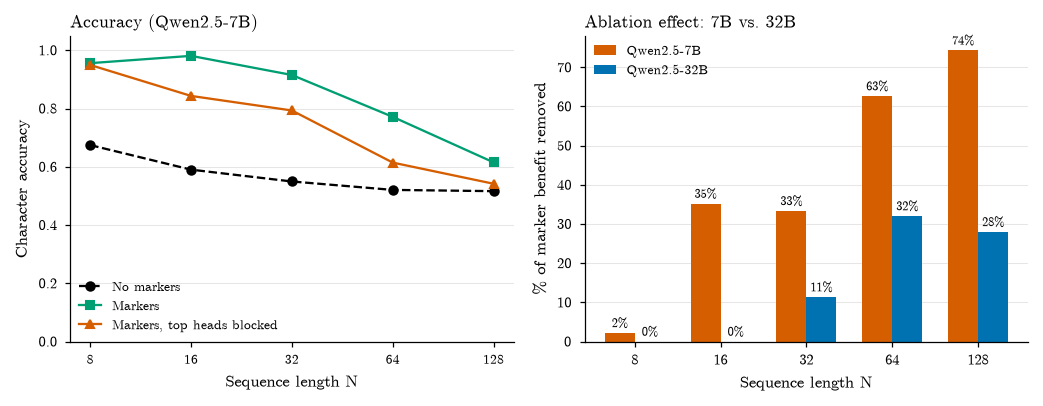 Accuracy (Qwen2.5-7B)
Character accuracy
1.0
0.8
0.6
0.4
0.2
0.0
No markers
Markers
Markers, top heads blocked
8 16 32 64 128
Sequence length N
Ablation effect: 7B vs. 32B
% of marker benefit removed
70
60
50
40
30
20
10
0
Qwen2.5-7B
Qwen2.5-32B
2% 0%
35% 0%
33% 11%
63% 32%
74% 28%
8 16 32 64 128
Sequence length N